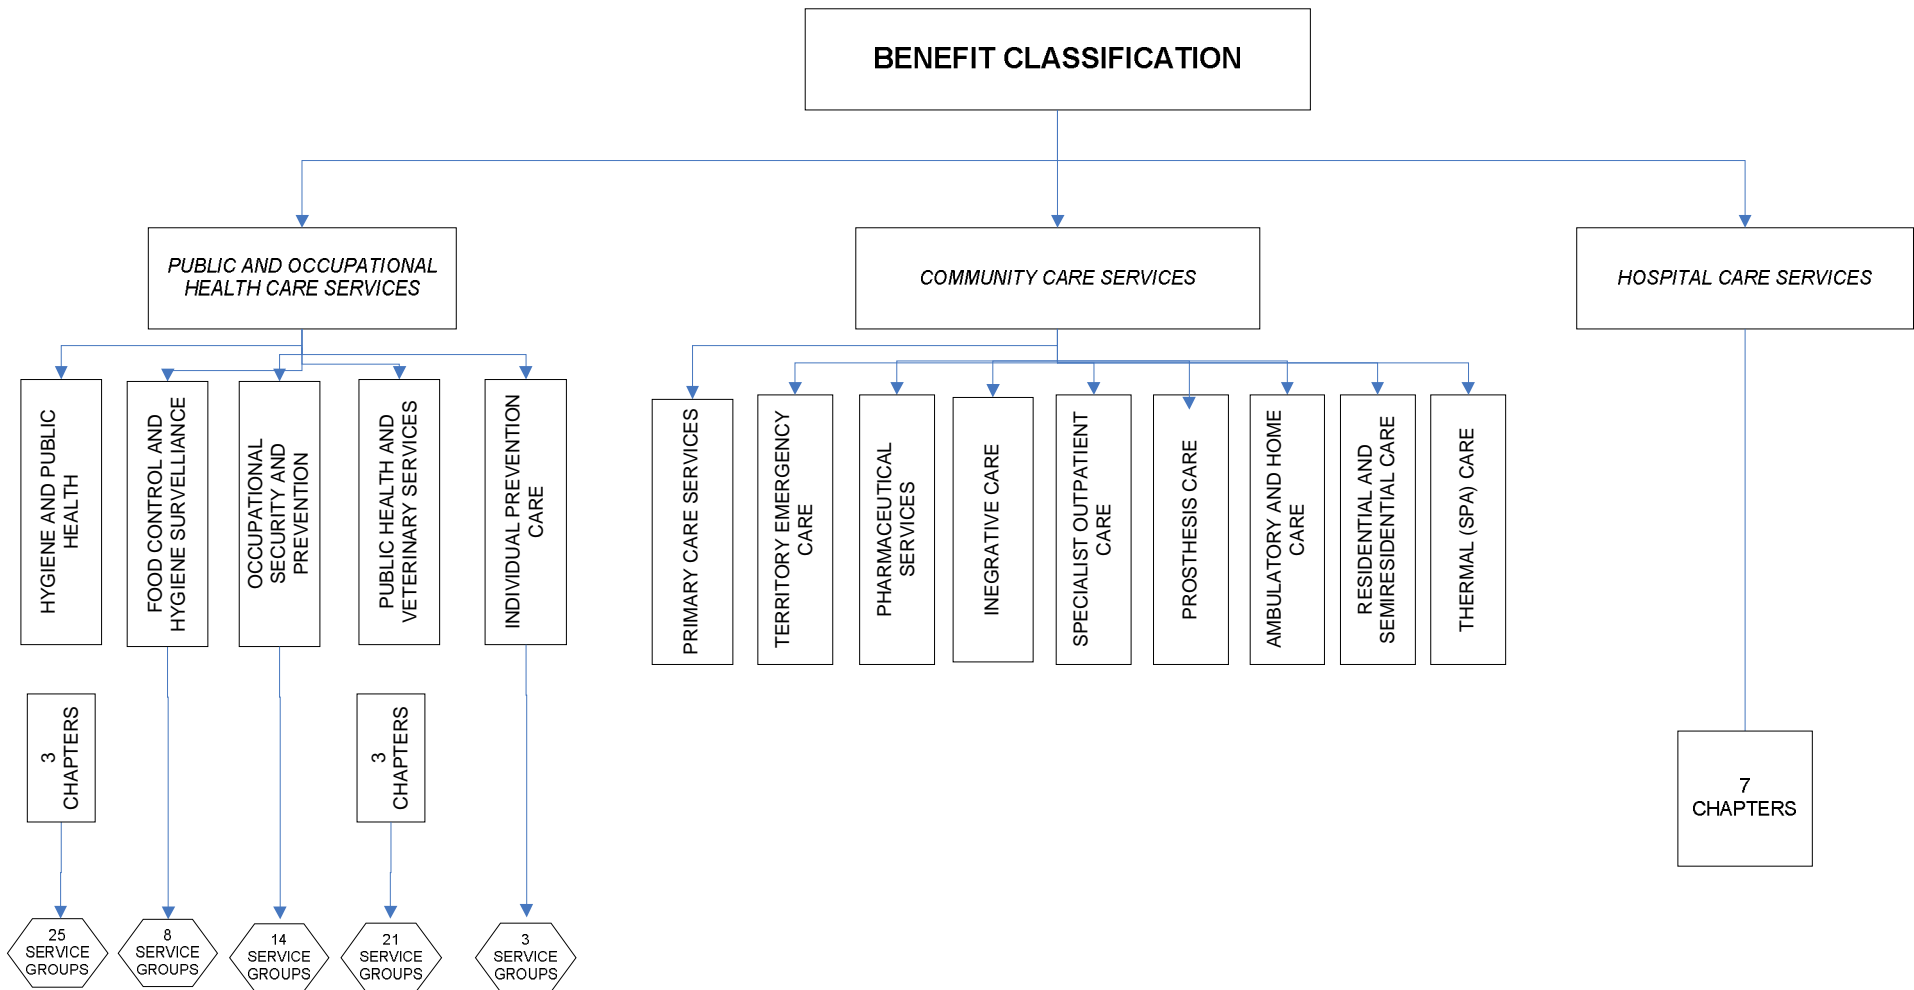 BENEFIT CLASSIFICATION
PUBLIC AND OCCUPATIONAL
HEALTH CARE SERVICES
COMMUNITY CARE SERVICES
HOSPITAL CARE SERVICES
HYGIENE AND PUBLIC
HEALTH
FOOD CONTROL AND
HYGIENE SURVELLIANCE
OCCUPATIONAL
SECURITY AND
PREVENTION
PUBLIC HEALTH AND
VETERINARY SERVICES
INDIVIDUAL PREVENTION
CARE
PRIMARY CARE SERVICES
TERRITORY EMERGENCY
CARE
PHARMACEUTICAL
SERVICES
INEGRATIVE CARE
SPECIALIST OUTPATIENT
CARE
PROSTHESIS CARE
AMBULATORY AND HOME
CARE
RESIDENTIAL AND
SEMIRESIDENTIAL CARE
THERMAL (SPA) CARE
3
CHAPTERS
3
CHAPTERS
7
CHAPTERS
25
SERVICE
GROUPS
8
SERVICE
GROUPS
14
SERVICE
GROUPS
21
SERVICE
GROUPS
3
SERVICE
GROUPS